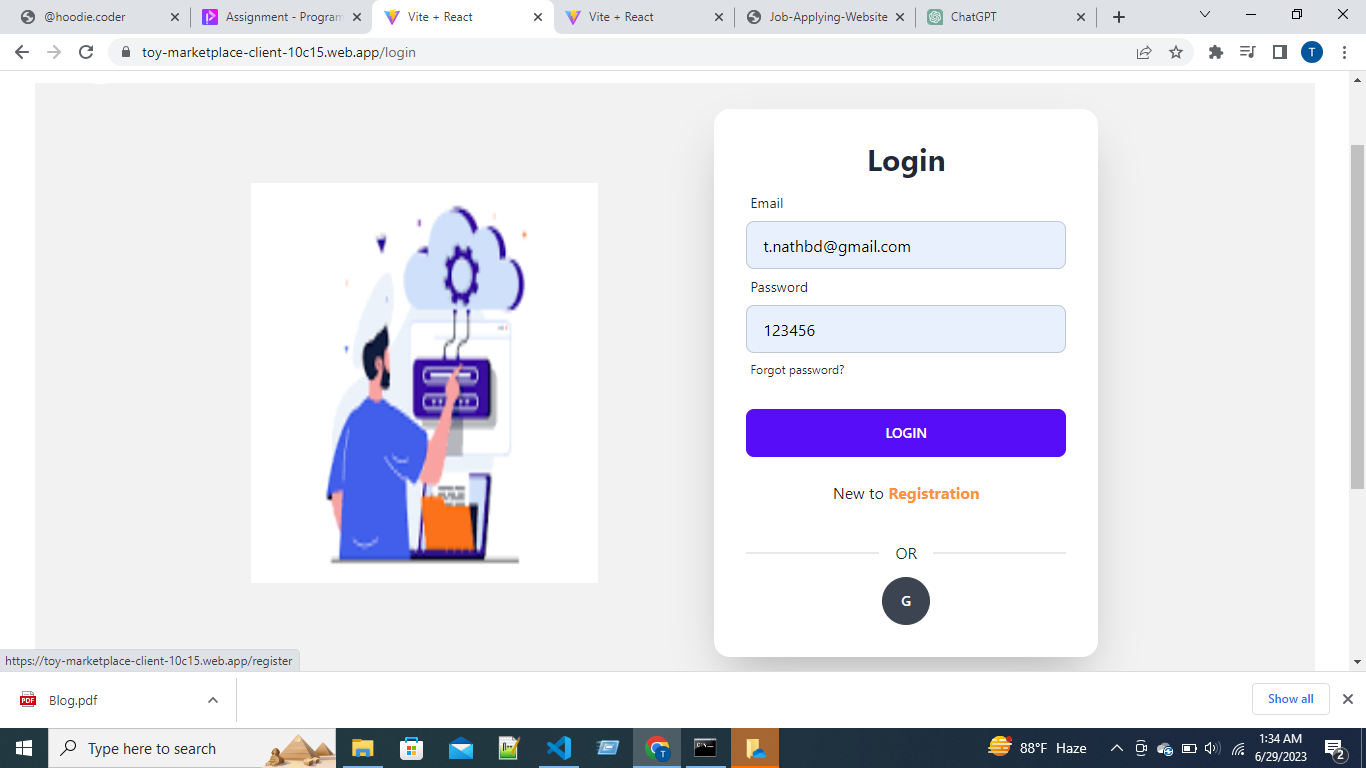 @hoodie.coder
Assignment - Program
Vite + React
Vite + React
Job-Applying-Website
ChatGPT
toy-marketplace-client-10c15.web.app/login
T
Login
Email
t.nathbd@gmail.com
Password
123456
Forgot password?
LOGIN
New to Registration
OR
G
https://toy-marketplace-client-10c15.web.app/register
PDF
Blog.pdf
Show all
Type here to search
T
88°F Haze
1:34 AM
6/29/2023
2